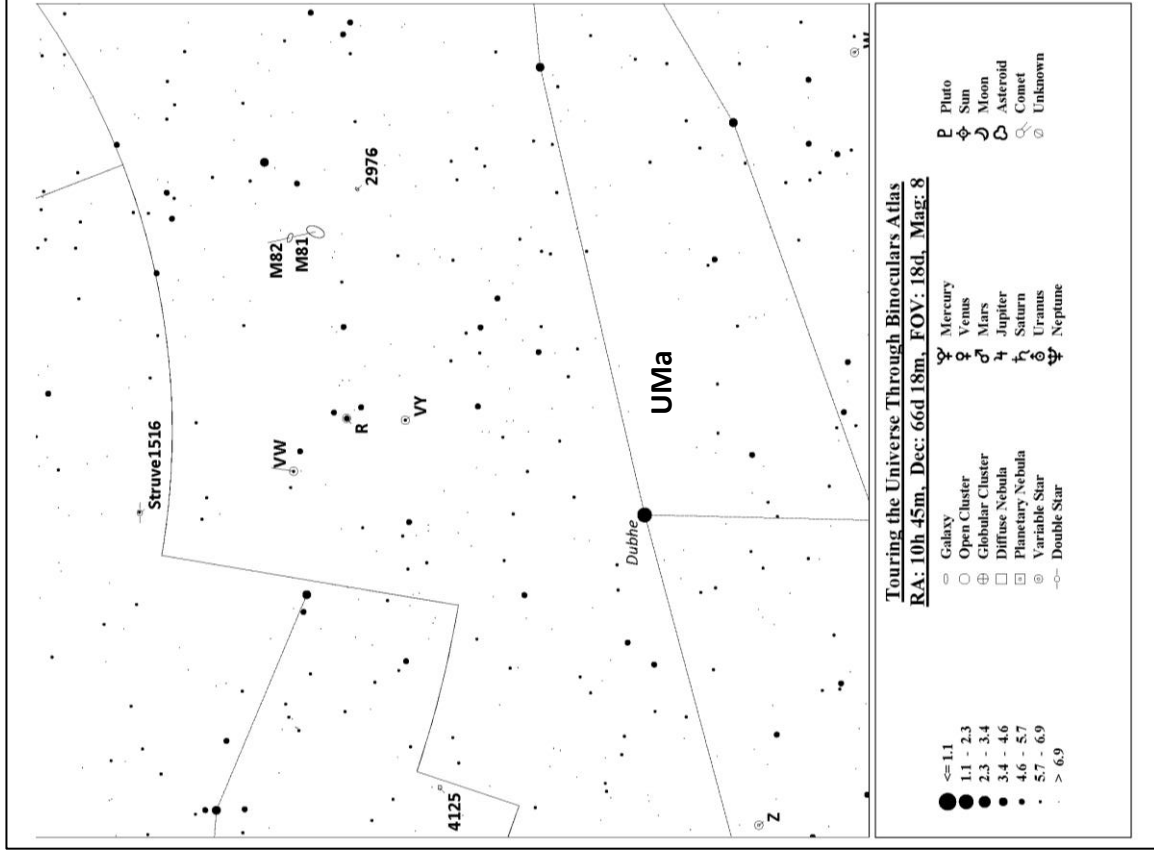 Struve1516
M82
M81
2976
VW
R
VY
UMa
Dubhe
4125
Z
W
Touring the Universe Through Binoculars Atlas
RA: 10h 45m, Dec: 66d 18m, FOV: 18d, Mag: 8
<= 1.1
1.1 - 2.3
2.3 - 3.4
3.4 - 4.6
4.6 - 5.7
5.7 - 6.9
> 6.9
Galaxy
Open Cluster
Globular Cluster
Diffuse Nebula
Planetary Nebula
Variable Star
Double Star
Mercury
Venus
Mars
Jupiter
Saturn
Uranus
Neptune
Pluto
Sun
Moon
Asteroid
Comet
Unknown